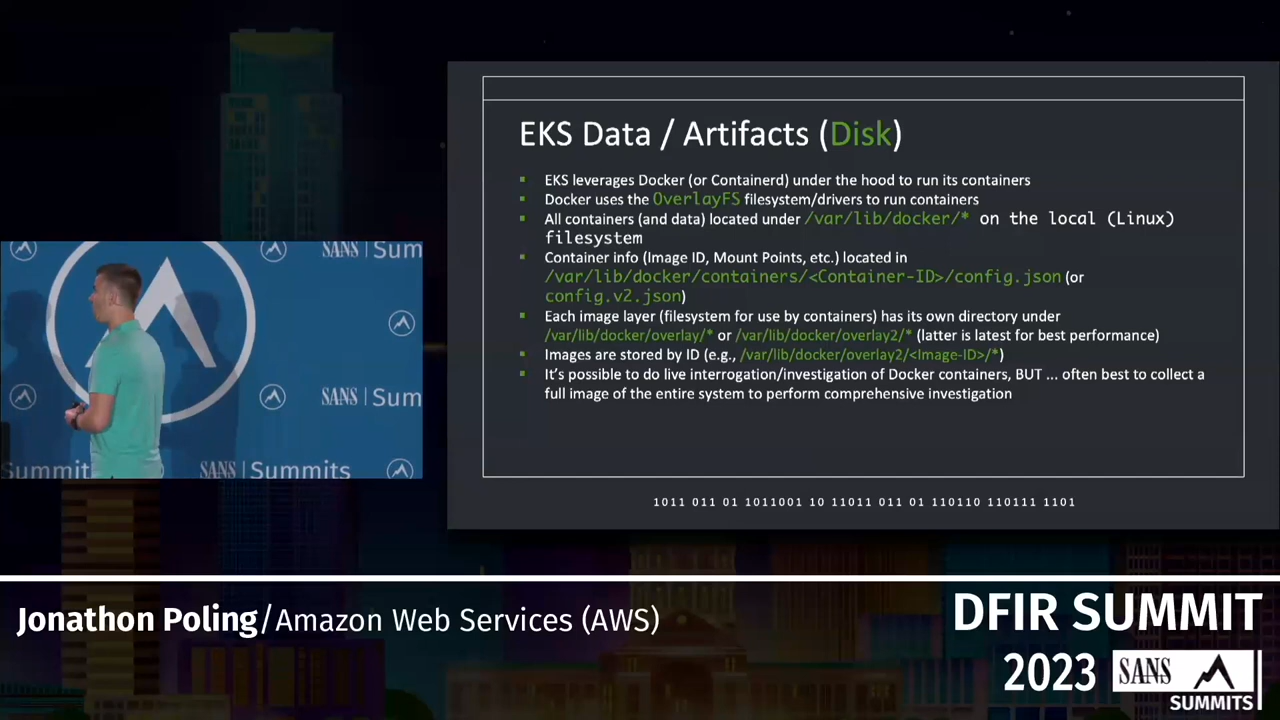 EKS Data / Artifacts (Disk)
EKS leverages Docker (or Containerd) under the hood to run its containers
Docker uses the OverlayFS filesystem/drivers to run containers
All containers (and data) located under /var/lib/docker/* on the local (Linux)
filesystem
Container info (Image ID, Mount Points, etc.) located in
/var/lib/docker/containers/<Container-ID>/config.json (or
config.v2.json)
Each image layer (filesystem for use by containers) has its own directory under
/var/lib/docker/overlay/* or /var/lib/docker/overlay2/* (latter is latest for best performance)
Images are stored by ID (e.g., /var/lib/docker/overlay2/<Image-ID>/*)
It's possible to do live interrogation/investigation of Docker containers, BUT ... often best to collect a
full image of the entire system to perform comprehensive investigation
1011 011 01 1011001 10 11011 011 01 110110 110111 1101
SANS | Sum
SANS | Sum
Summit
SANS | Summits
Jonathon Poling/Amazon Web Services (AWS)
DFIR SUMMIT
2023
SANS
SUMMITS